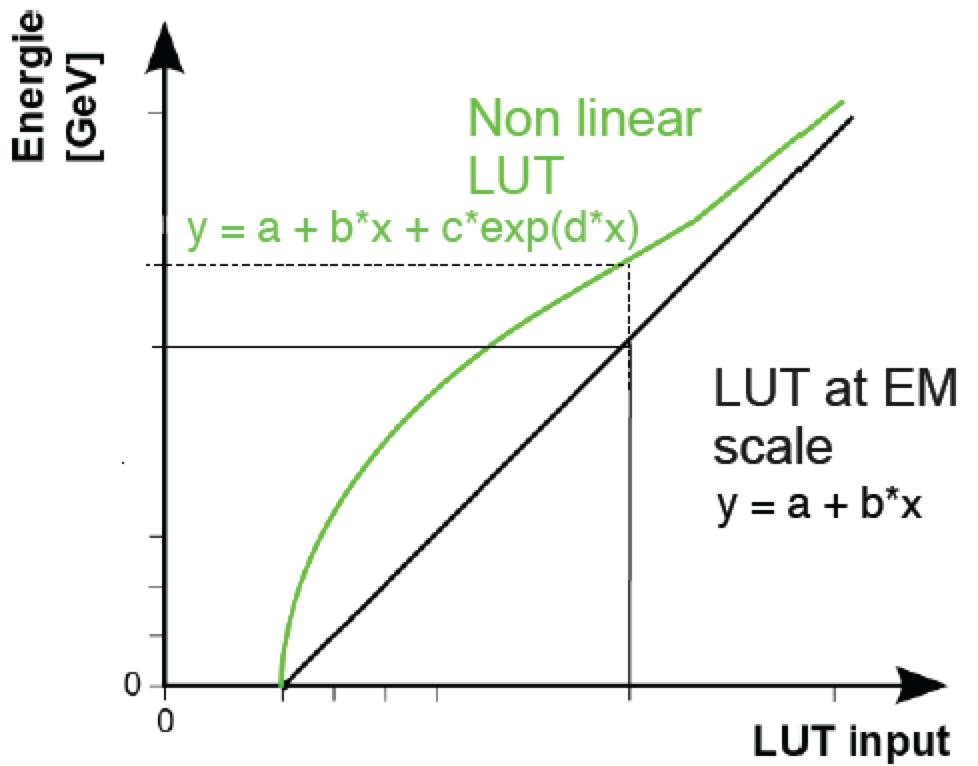 Energie
[GeV]
Non linear
LUT
y = a + b*x + c*exp(d*x)
LUT at EM
scale
y = a + b*x
0
0
LUT input